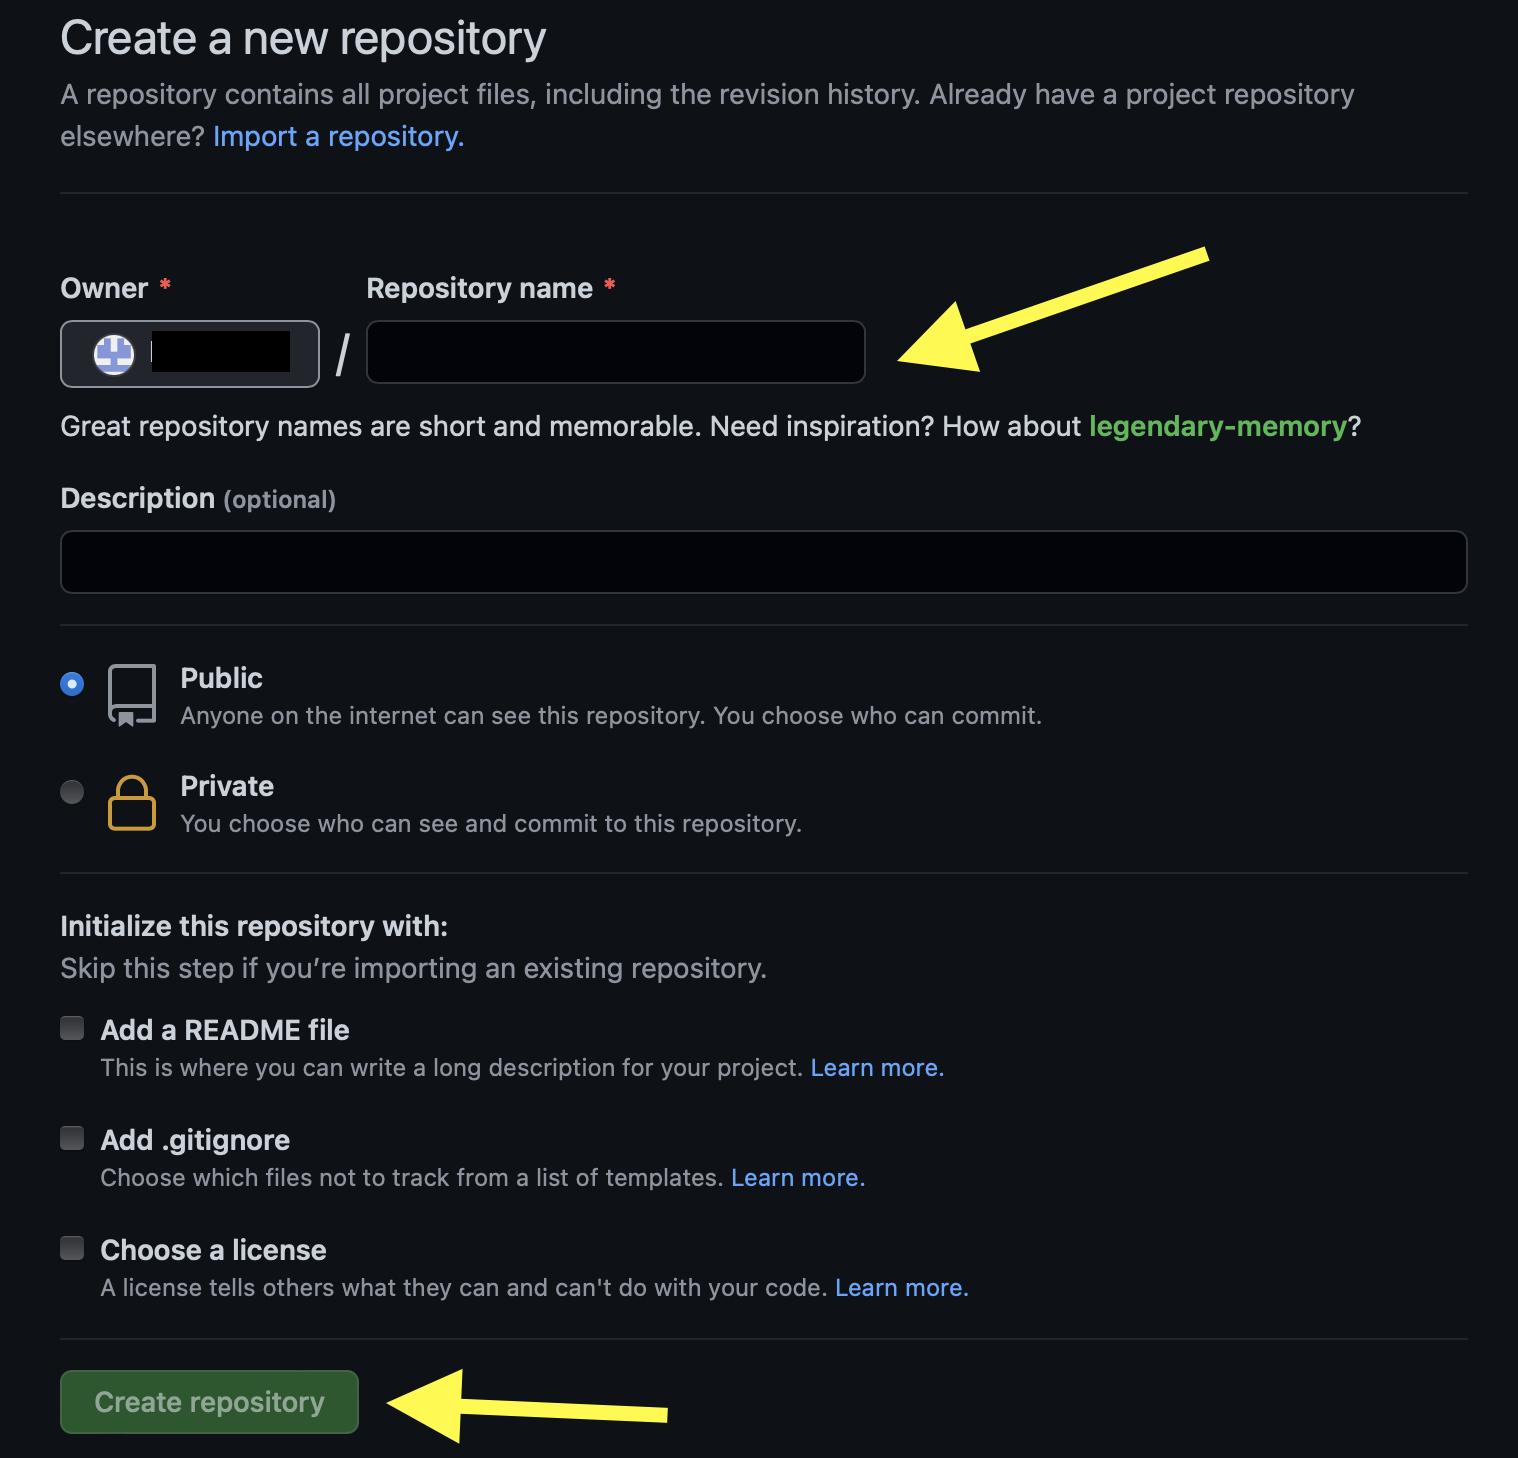 Create a new repository
A repository contains all project files, including the revision history. Already have a project repository
elsewhere? Import a repository.
Owner * Repository name *
/
Great repository names are short and memorable. Need inspiration? How about legendary-memory?
Description (optional)
Public
Anyone on the internet can see this repository. You choose who can commit.
Private
You choose who can see and commit to this repository.
Initialize this repository with:
Skip this step if you’re importing an existing repository.
Add a README file
This is where you can write a long description for your project. Learn more.
Add .gitignore
Choose which files not to track from a list of templates. Learn more.
Choose a license
A license tells others what they can and can't do with your code. Learn more.
Create repository